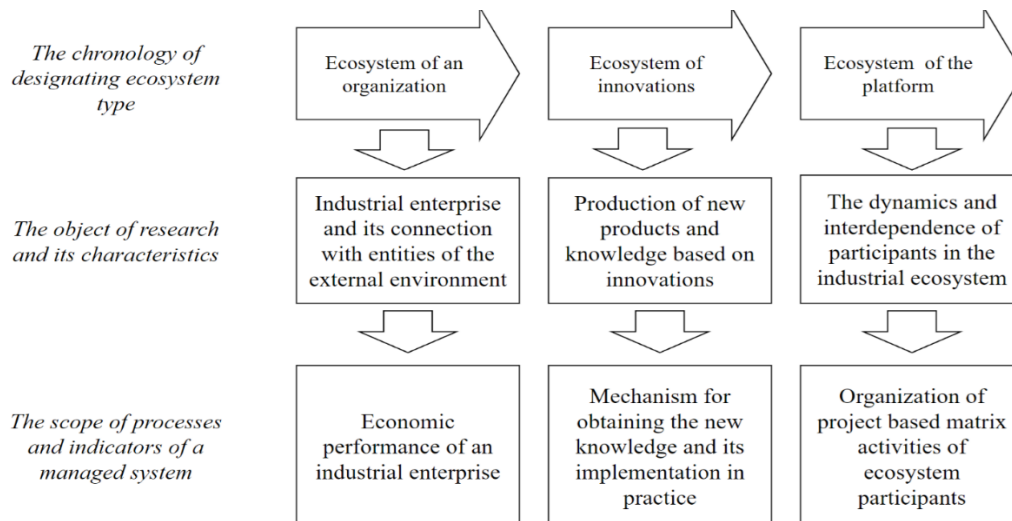 The chronology of
designating ecosystem
type
Ecosystem of an
organization
Ecosystem of
innovations
Ecosystem of the
platform
The object of research
and its characteristics
Industrial enterprise
and its connection
with entities of the
external environment
Production of new
products and
knowledge based on
innovations
The dynamics and
interdependence of
participants in the
industrial ecosystem
The scope of processes
and indicators of a
managed system
Economic
performance of an
industrial enterprise
Mechanism for
obtaining the new
knowledge and its
implementation in
practice
Organization of
project based matrix
activities of
ecosystem
participants